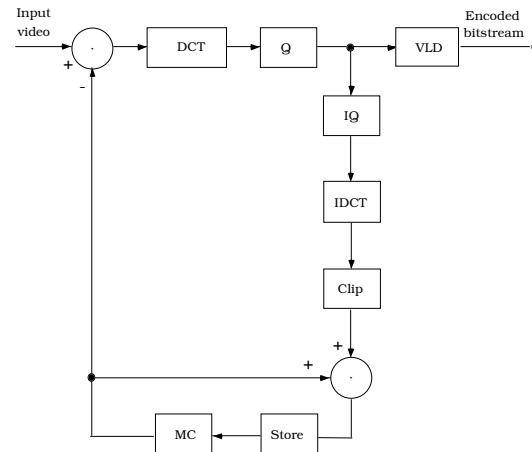 Input
video
Encoded
bitstream
DCT
Q
VLD
+
-
IQ
IDCT
Clip
+
+
MC
Store